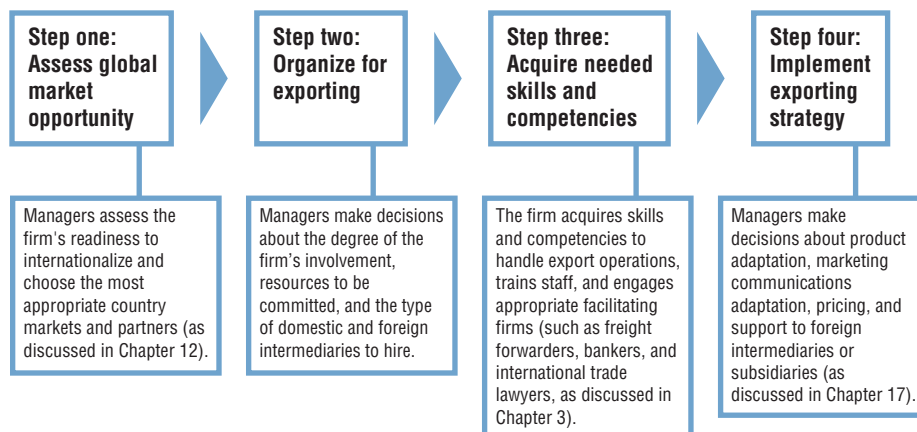 Step one:
Assess global
market
opportunity
Managers assess the
firm's readiness to
internationalize and
choose the most
appropriate country
markets and partners (as
discussed in Chapter 12).
Step two:
Organize for
exporting
Managers make decisions
about the degree of the
firm’s involvement,
resources to be
committed, and the type
of domestic and foreign
intermediaries to hire.
Step three:
Acquire needed
skills and
competencies
The firm acquires skills
and competencies to
handle export operations,
trains staff, and engages
appropriate facilitating
firms (such as freight
forwarders, bankers, and
international trade
lawyers, as discussed in
Chapter 3).
Step four:
Implement
exporting
strategy
Managers make
decisions about product
adaptation, marketing
communications
adaptation, pricing, and
support to foreign
intermediaries or
subsidiaries (as
discussed in Chapter 17).